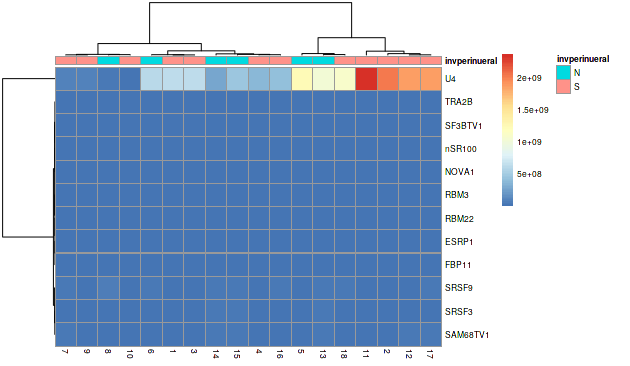 invperinueral
U4
TRA2B
SF3BTV1
nSR100
NOVA1
RBM3
RBM22
ESRP1
FBP11
SRSF9
SRSF3
SAM68TV1
7 9 8 10 6 1 3 14 15 4 16 5 13 18 11 2 12 17
2e+09
1.5e+09
1e+09
5e+08
invperinueral
N
S